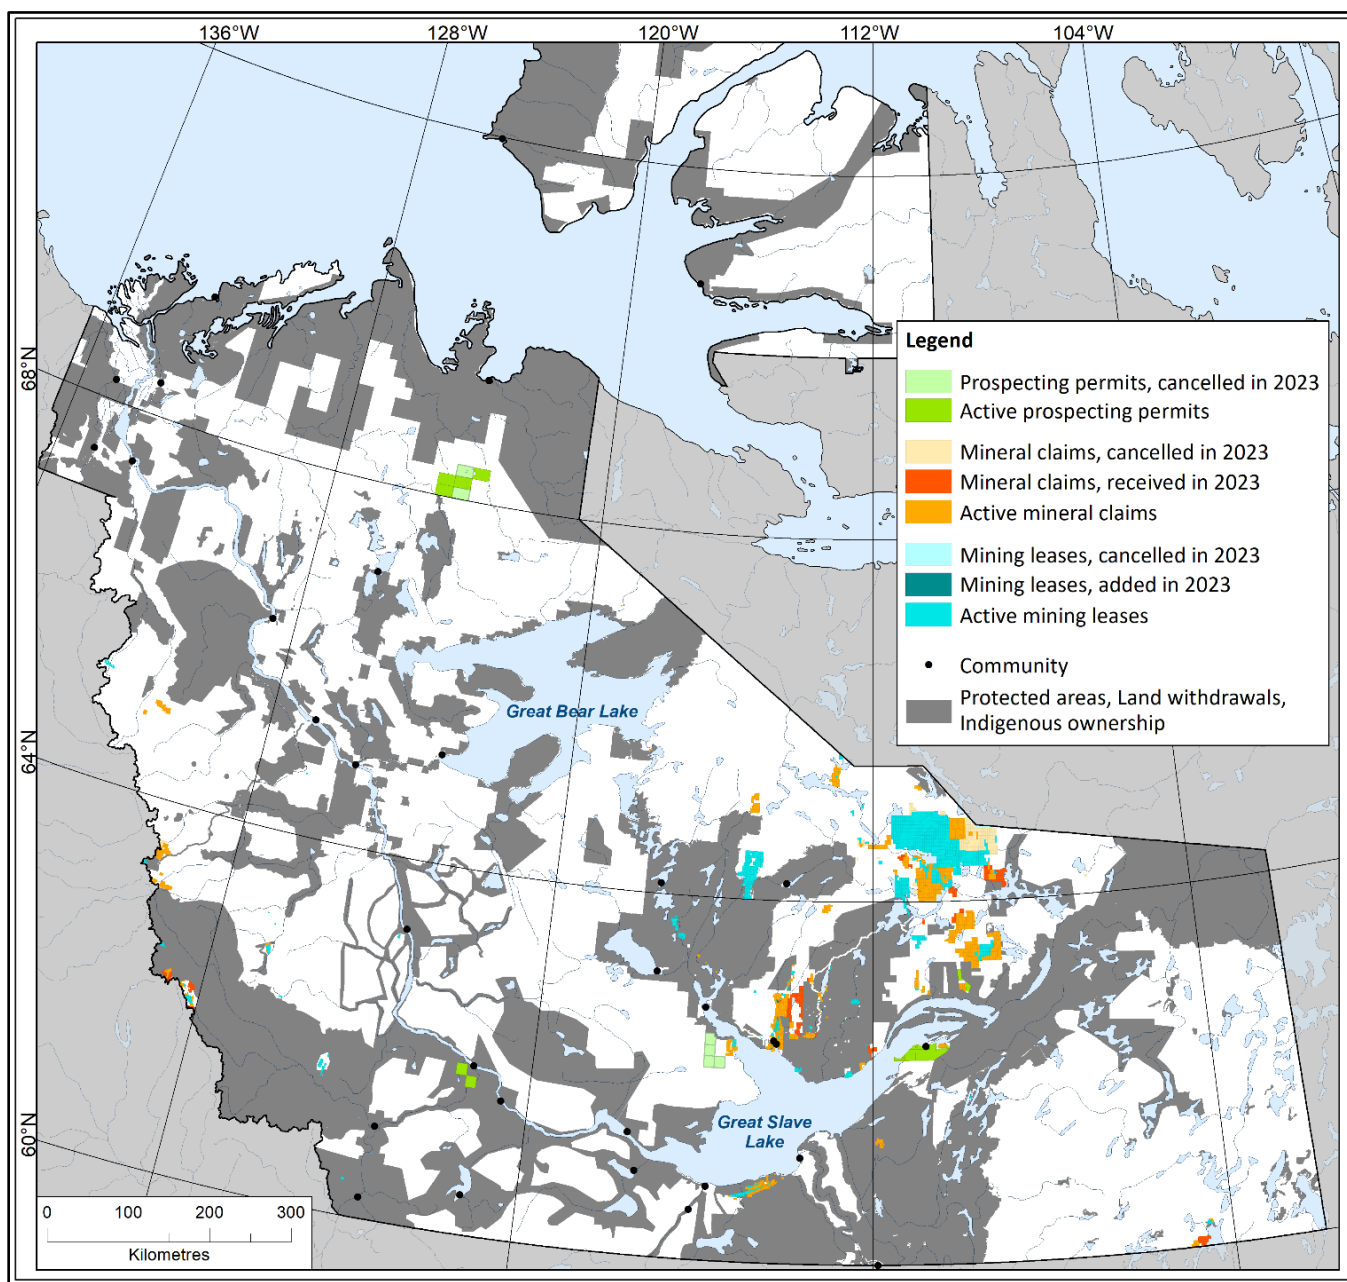 136°W
128°W
120°W
112°W
104°W
68°N
64°N
60°N
Legend
Prospecting permits, cancelled in 2023
Active prospecting permits
Mineral claims, cancelled in 2023
Mineral claims, received in 2023
Active mineral claims
Mining leases, cancelled in 2023
Mining leases, added in 2023
Active mining leases
Community
Protected areas, Land withdrawals,
Indigenous ownership
Great Bear Lake
Great Slave
Lake
0 100 200 300
Kilometres